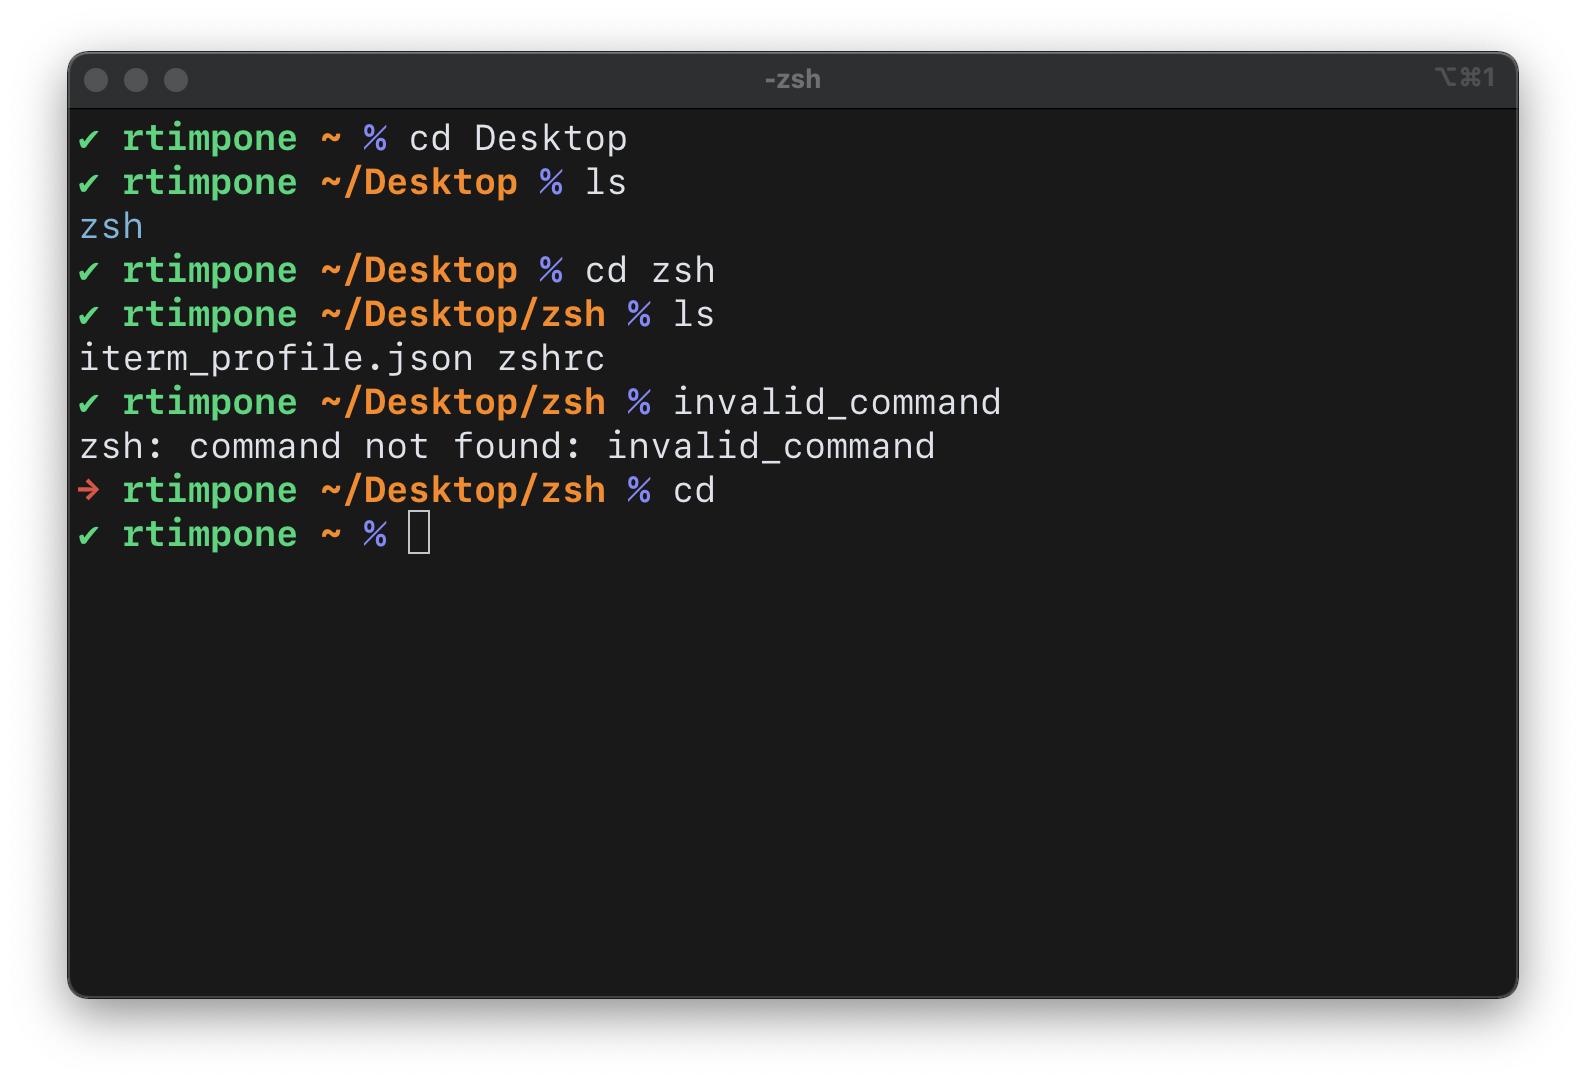 -zsh
⌥⌘1
✔ rtimpone ~ % cd Desktop
✔ rtimpone ~/Desktop % ls
zsh
✔ rtimpone ~/Desktop % cd zsh
✔ rtimpone ~/Desktop/zsh % ls
iterm_profile.json zshrc
✔ rtimpone ~/Desktop/zsh % invalid_command
zsh: command not found: invalid_command
→ rtimpone ~/Desktop/zsh % cd
✔ rtimpone ~ %